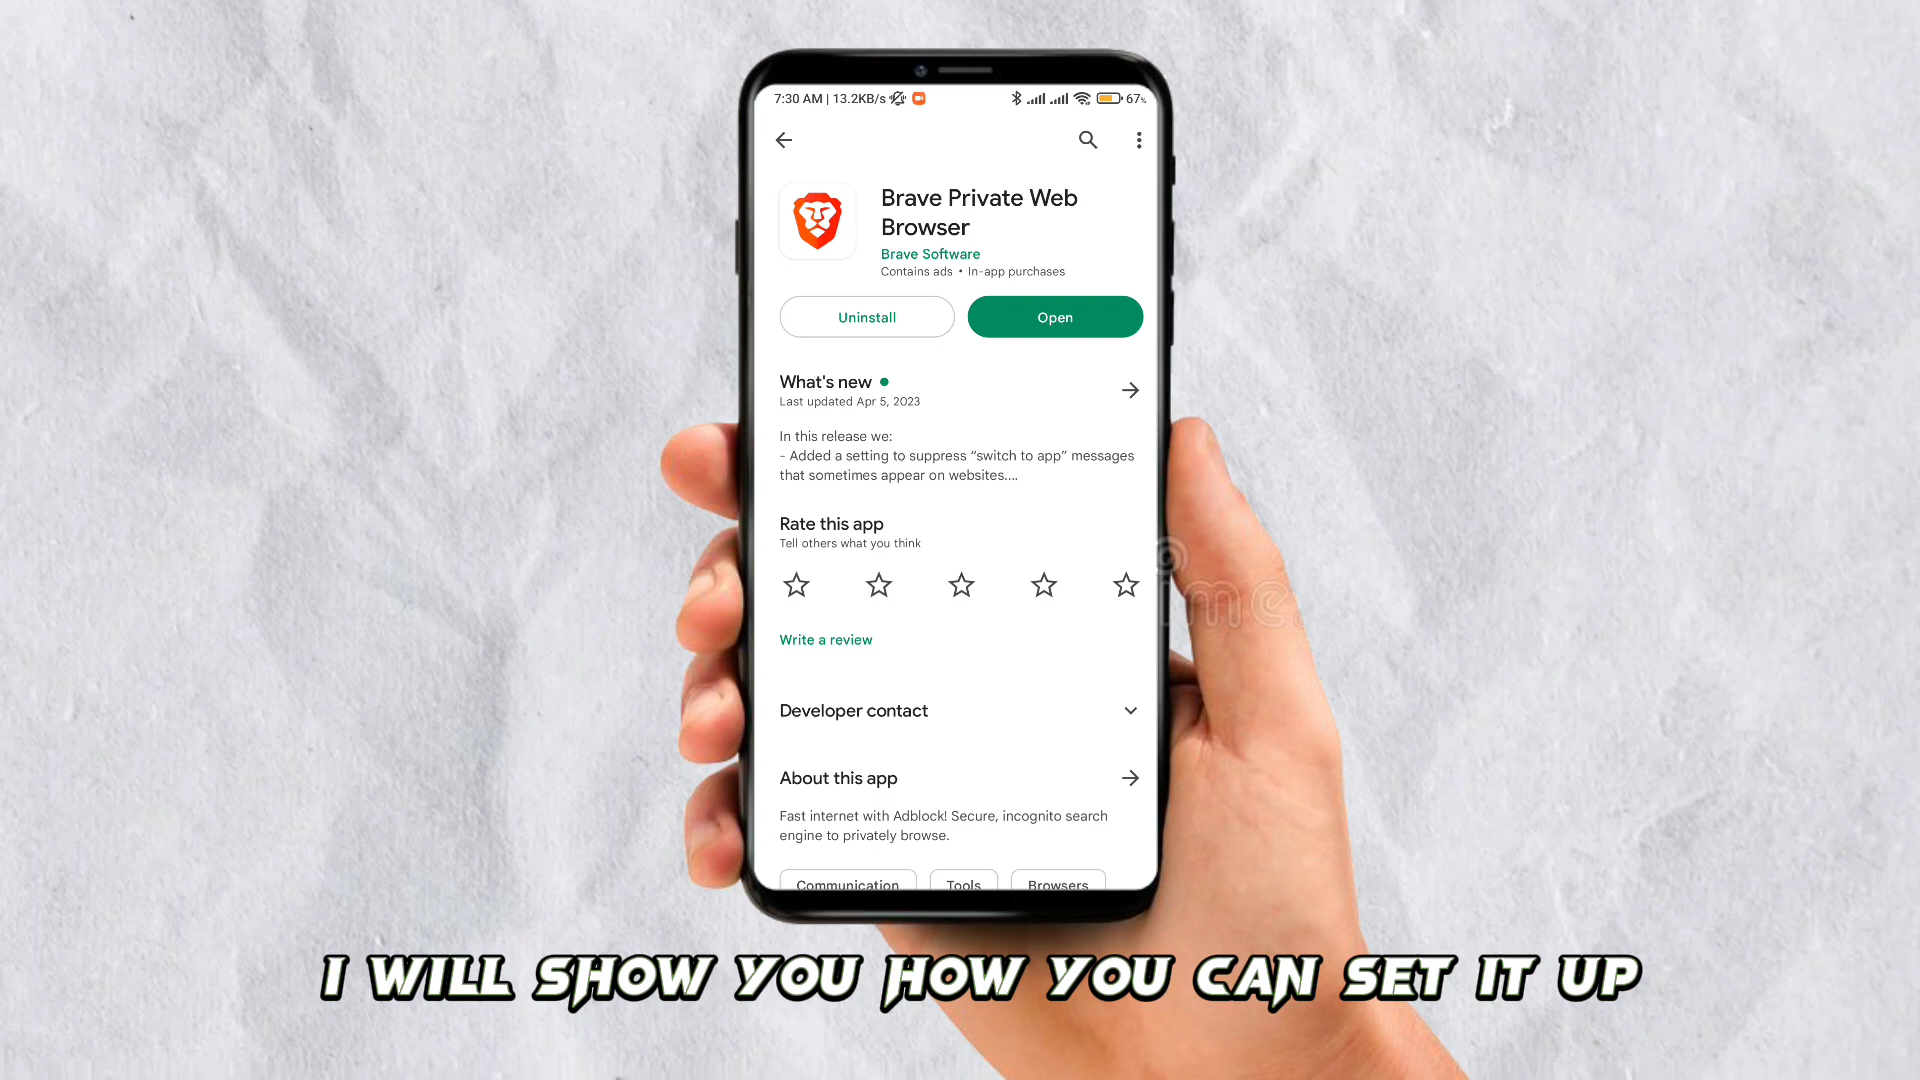 7:30 AM | 13.2KB/s 67%
Brave Private Web
Browser
Brave Software
Contains ads • In-app purchases
Uninstall Open
What's new
Last updated Apr 5, 2023
In this release we:
- Added a setting to suppress “switch to app” messages
that sometimes appear on websites....
Rate this app
Tell others what you think
Write a review
Developer contact
About this app
Fast internet with Adblock! Secure, incognito search
engine to privately browse.
Communication Tools Browsers
I WILL SHOW YOU HOW YOU CAN SET IT UP